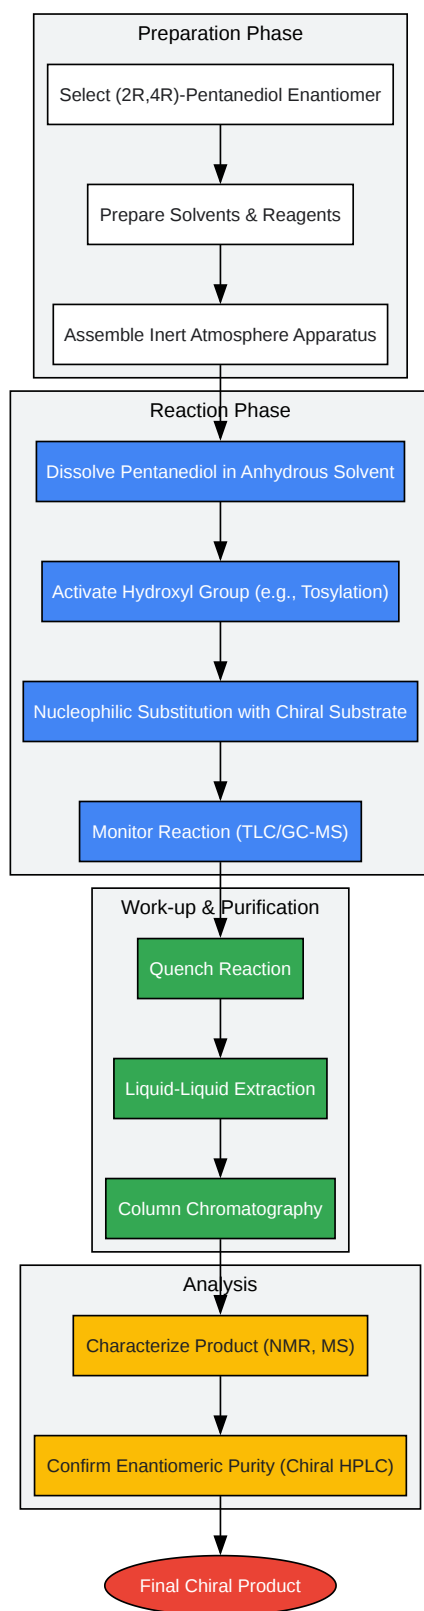 Preparation Phase
Select (2R,4R)-Pentanediol Enantiomer
Prepare Solvents & Reagents
Assemble Inert Atmosphere Apparatus
Reaction Phase
Dissolve Pentanediol in Anhydrous Solvent
Activate Hydroxyl Group (e.g., Tosylation)
Nucleophilic Substitution with Chiral Substrate
Monitor Reaction (TLC/GC-MS)
Work-up & Purification
Quench Reaction
Liquid-Liquid Extraction
Column Chromatography
Analysis
Characterize Product (NMR, MS)
Confirm Enantiomeric Purity (Chiral HPLC)
Final Chiral Product